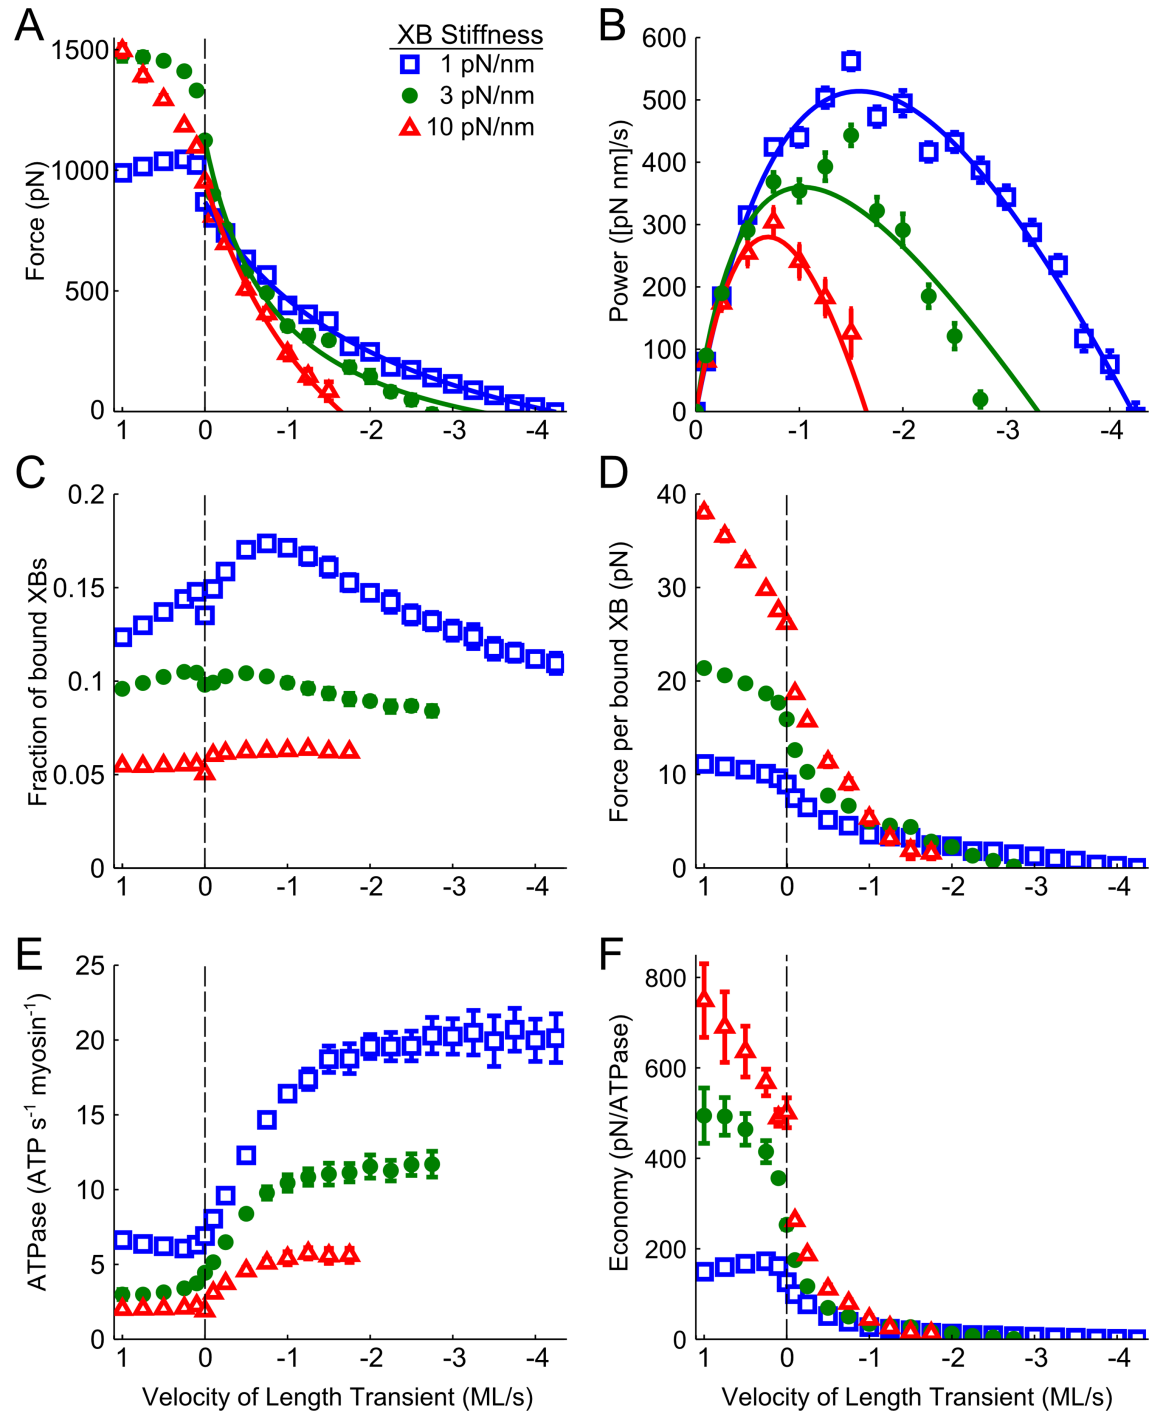 A
Force (pN)
1500
1000
500
0
1 0 -1 -2 -3 -4
XB Stiffness
1 pN/nm
3 pN/nm
10 pN/nm
B
Power ([pN nm]/s)
600
500
400
300
200
100
0
0 -1 -2 -3 -4
C
Fraction of bound XBs
0.2
0.15
0.1
0.05
0
1 0 -1 -2 -3 -4
D
Force per bound XB (pN)
40
30
20
10
0
1 0 -1 -2 -3 -4
E
ATPase (ATP s⁻¹ myosin⁻¹)
25
20
15
10
5
0
1 0 -1 -2 -3 -4
Velocity of Length Transient (ML/s)
F
Economy (pN/ATPase)
800
600
400
200
0
1 0 -1 -2 -3 -4
Velocity of Length Transient (ML/s)